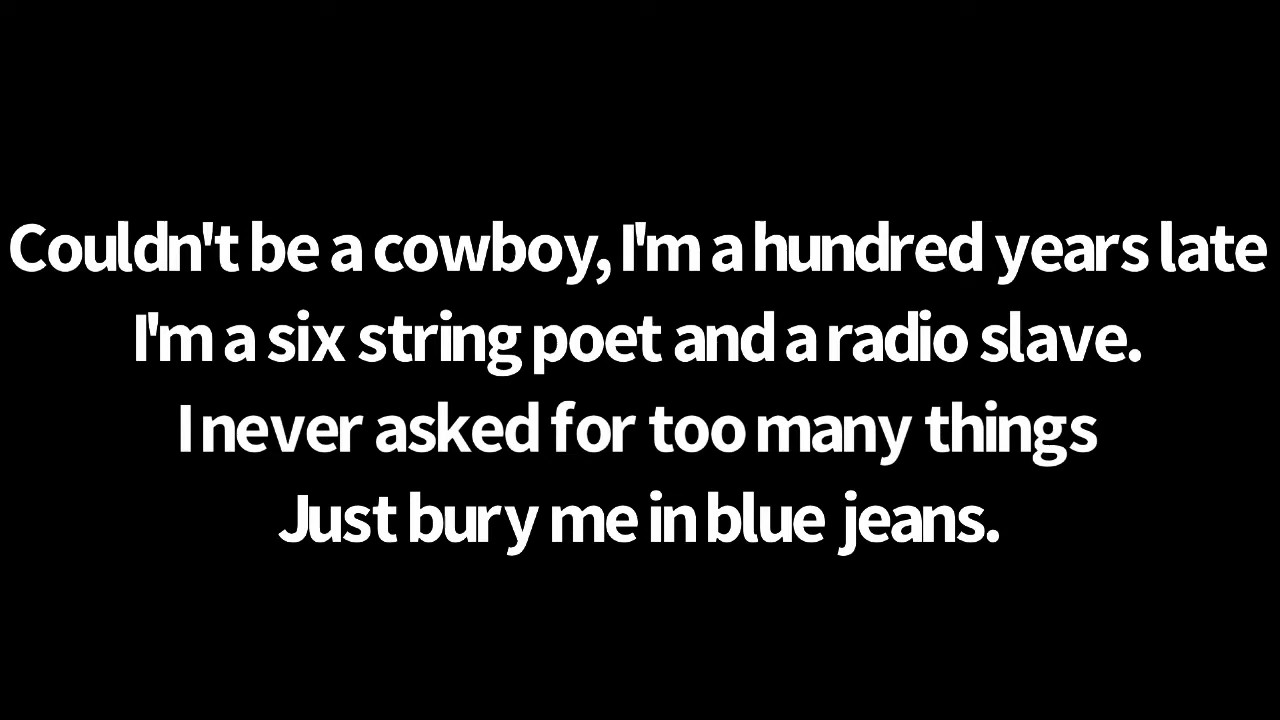 Couldn't be a cowboy, I'm a hundred years late
I'm a six string poet and a radio slave.
I never asked for too many things
Just bury me in blue jeans.